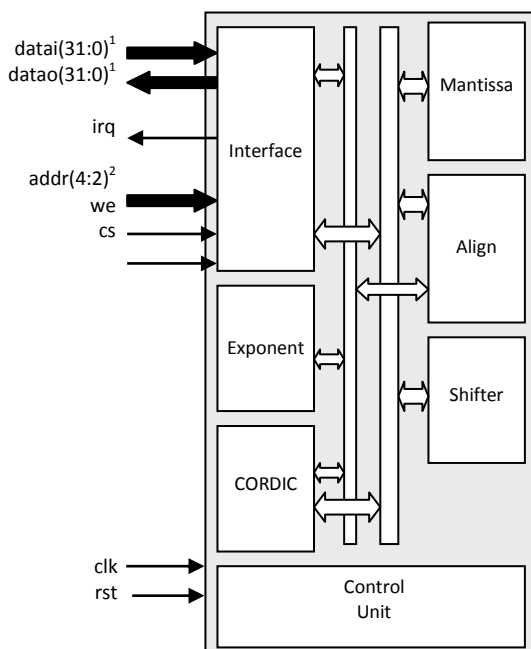 datai(31:0)¹
datao(31:0)¹
irq
addr(4:2)²
we
cs
clk
rst
Interface
Exponent
CORDIC
Mantissa
Align
Shifter
Control
Unit